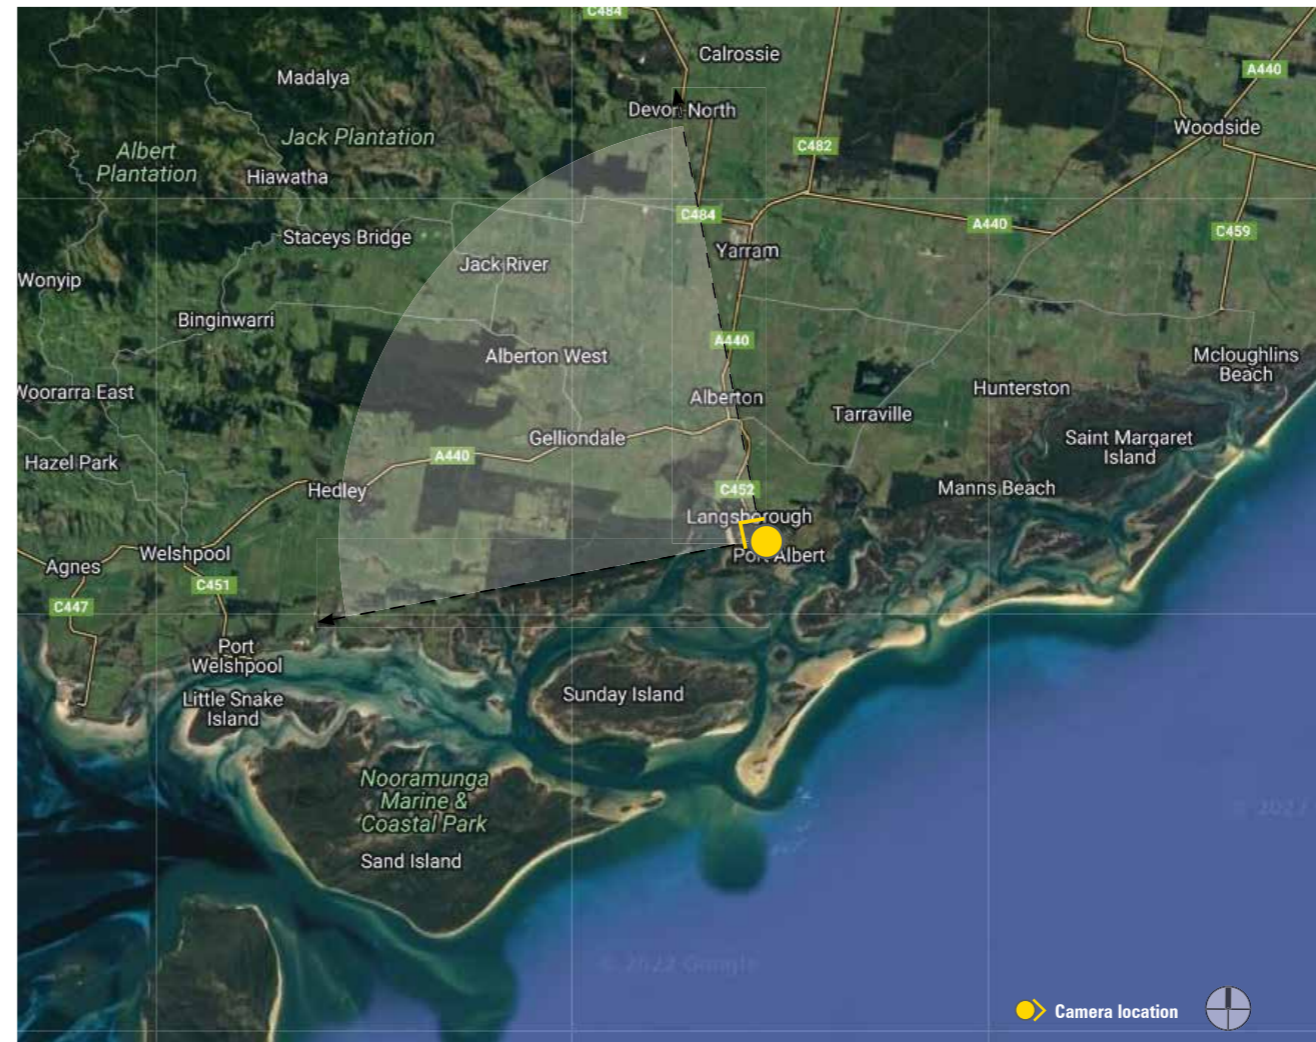 C484
Calrossie
A440
Madalya
Devon North
Woodside
Jack Plantation
C482
Albert
Plantation
Hiawatha
C484
A440
C459
Staceys Bridge
Yarram
Jack River
Wonyip
Binginwarri
A440
Alberton West
Mcloughlins
Beach
Woorarra East
Hunterston
Alberton
Tarraville
Gelliondale
Saint Margaret
Island
A440
Hazel Park
Hedley
C452
Manns Beach
Langsborough
Welshpool
Port Albert
Agnes
C451
C447
Port
Welshpool
Sunday Island
Little Snake
Island
Nooramunga
Marine &
Coastal Park
© 2022
Sand Island
© 2022 Google
Camera location